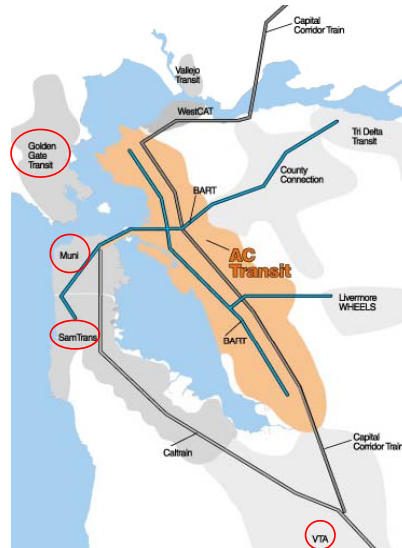 Capital
Corridor Train
Vallejo
Transit
WestCAT
Golden
Gate
Transit
Tri Delta
Transit
County
Connection
BART
Muni
AC
Transit
Livermore
WHEELS
SamTrans
BART
Capital
Corridor Train
Caltrain
VTA